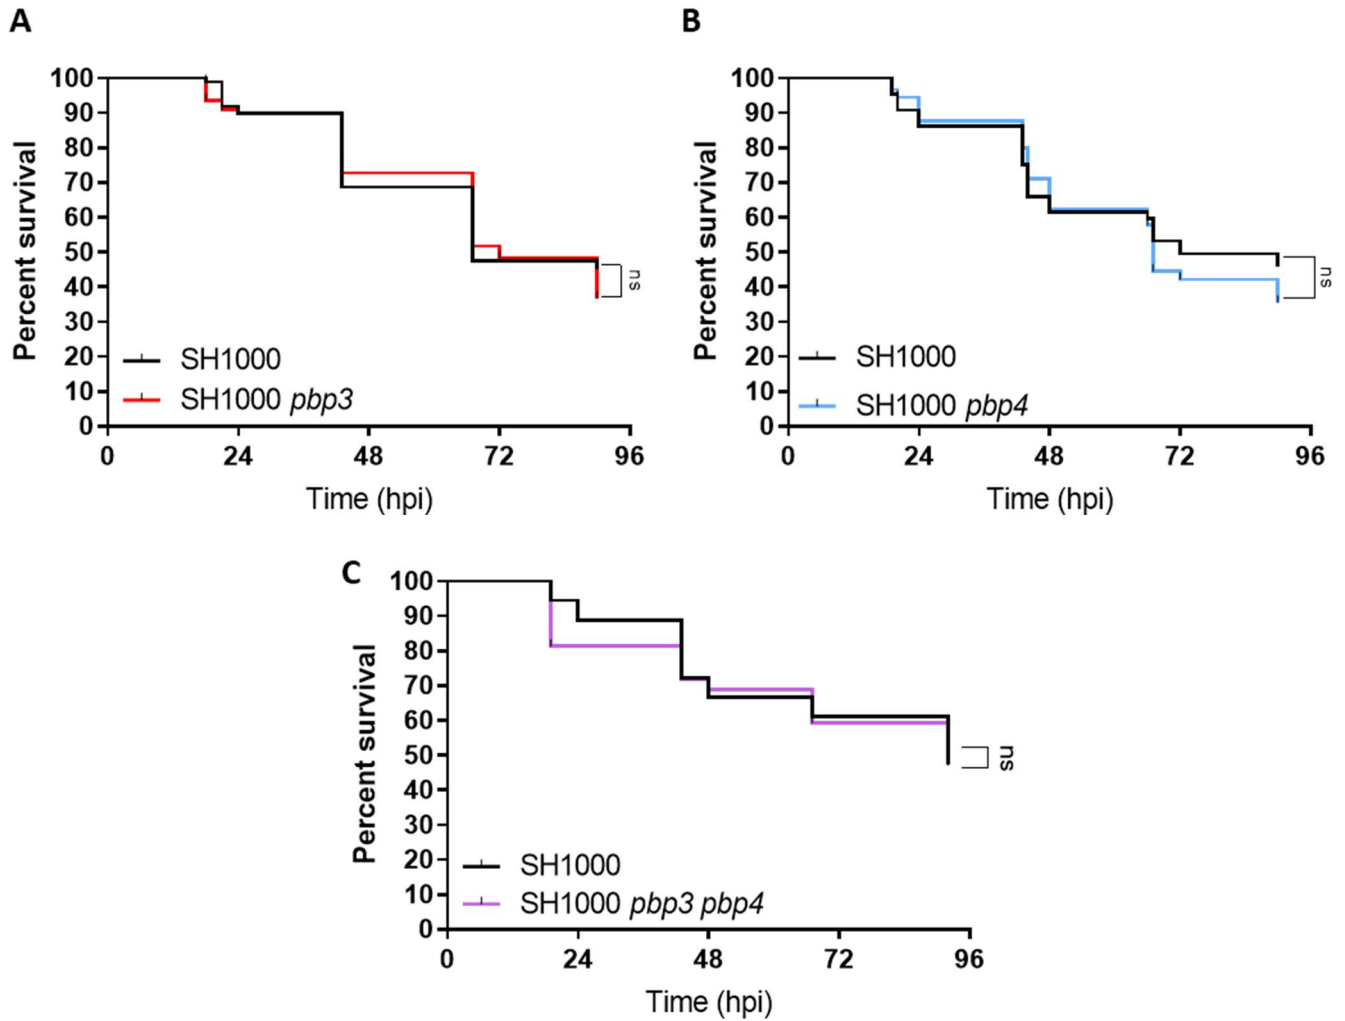 A
Percent survival
100
90
80
70
60
50
40
30
20
10
0
ns
SH1000
SH1000 pbp3
0 24 48 72 96
Time (hpi)
B
Percent survival
100
90
80
70
60
50
40
30
20
10
0
ns
SH1000
SH1000 pbp4
0 24 48 72 96
Time (hpi)
C
Percent survival
100
90
80
70
60
50
40
30
20
10
0
ns
SH1000
SH1000 pbp3 pbp4
0 24 48 72 96
Time (hpi)